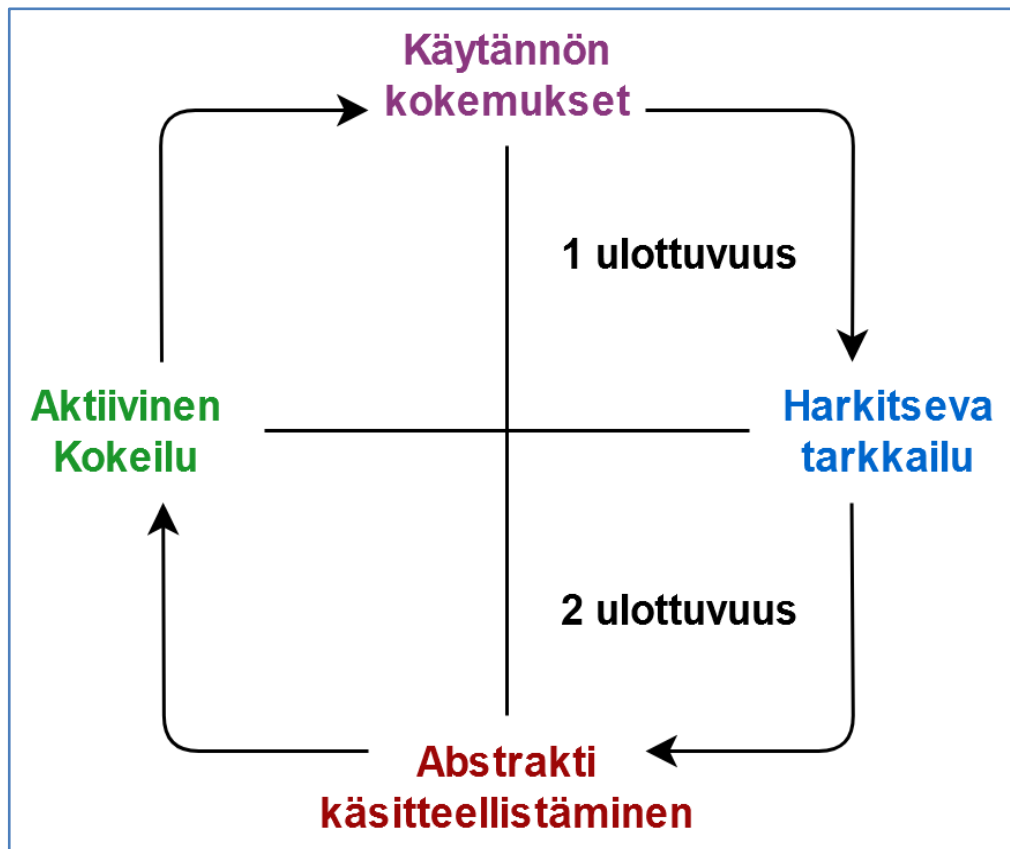 Käytännön
kokemukset
1 ulottuvuus
Aktiivinen
Kokeilu
Harkitseva
tarkkailu
2 ulottuvuus
Abstrakti
käsitteellistäminen